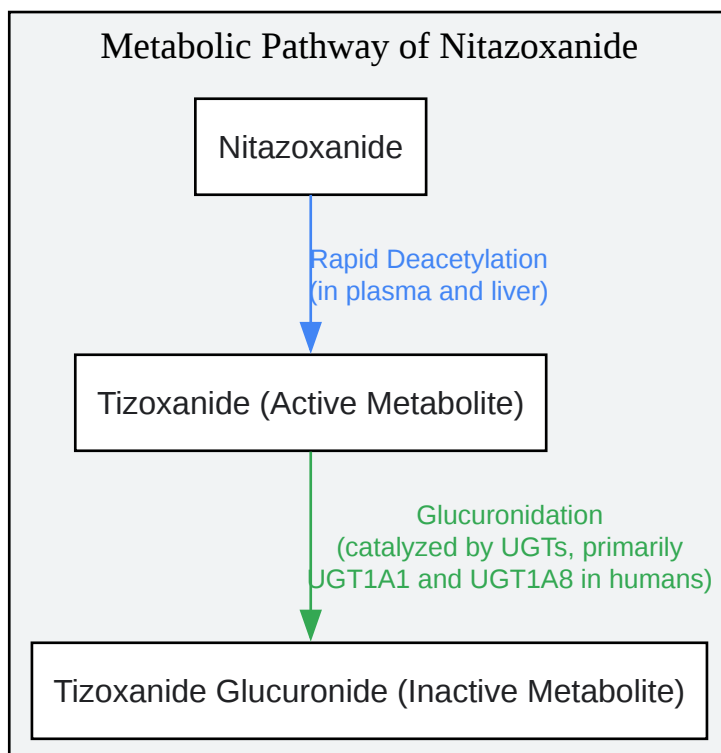 Metabolic Pathway of Nitazoxanide
Nitazoxanide
Rapid Deacetylation
(in plasma and liver)
Tizoxanide (Active Metabolite)
Glucuronidation
(catalyzed by UGTs, primarily
UGT1A1 and UGT1A8 in humans)
Tizoxanide Glucuronide (Inactive Metabolite)